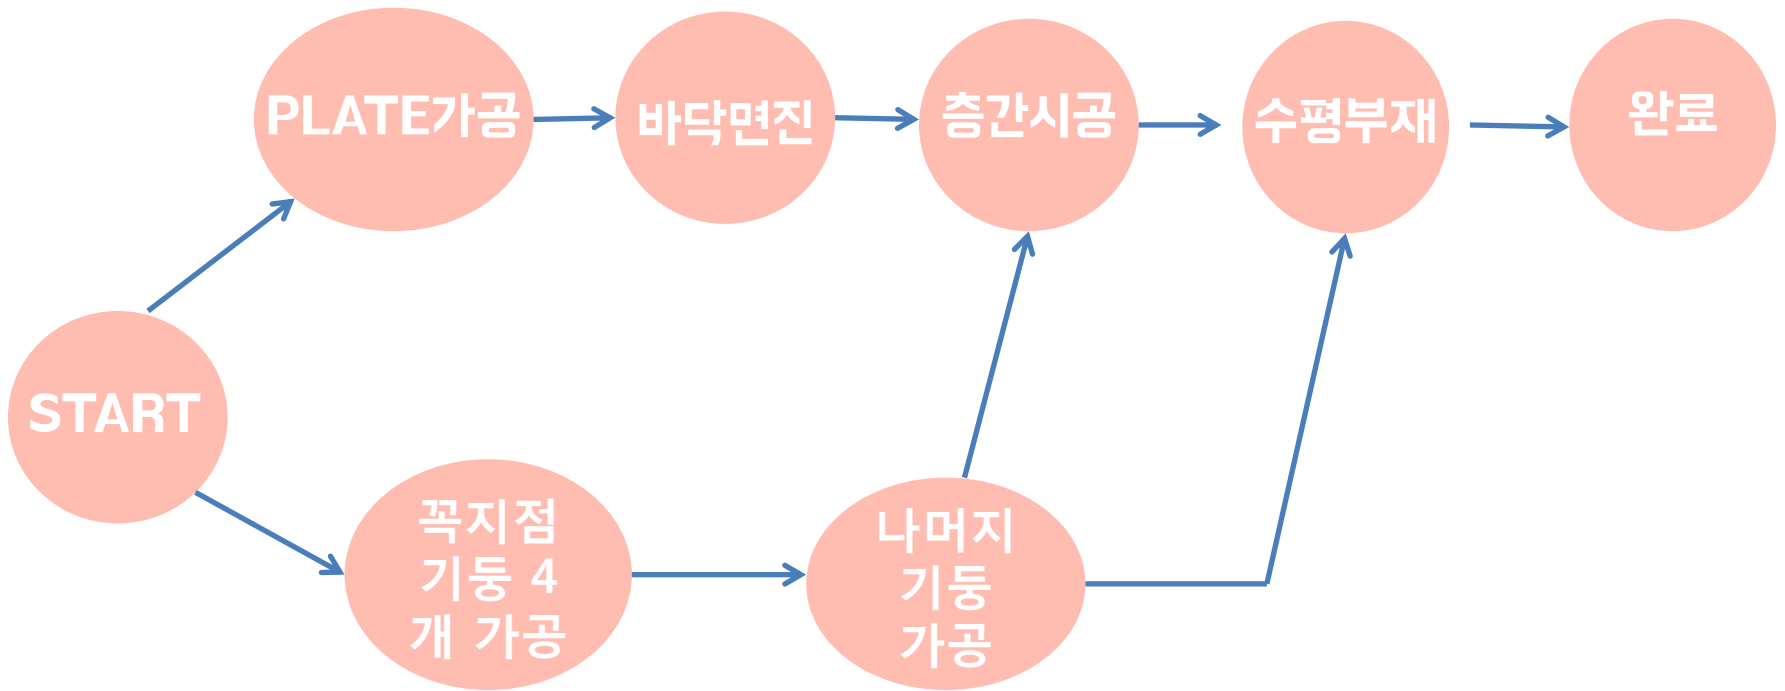 PLATE가공
바닥면진
층간시공
수평부재
완료
START
꼭지점
기둥 4
개 가공
나머지
기둥
가공